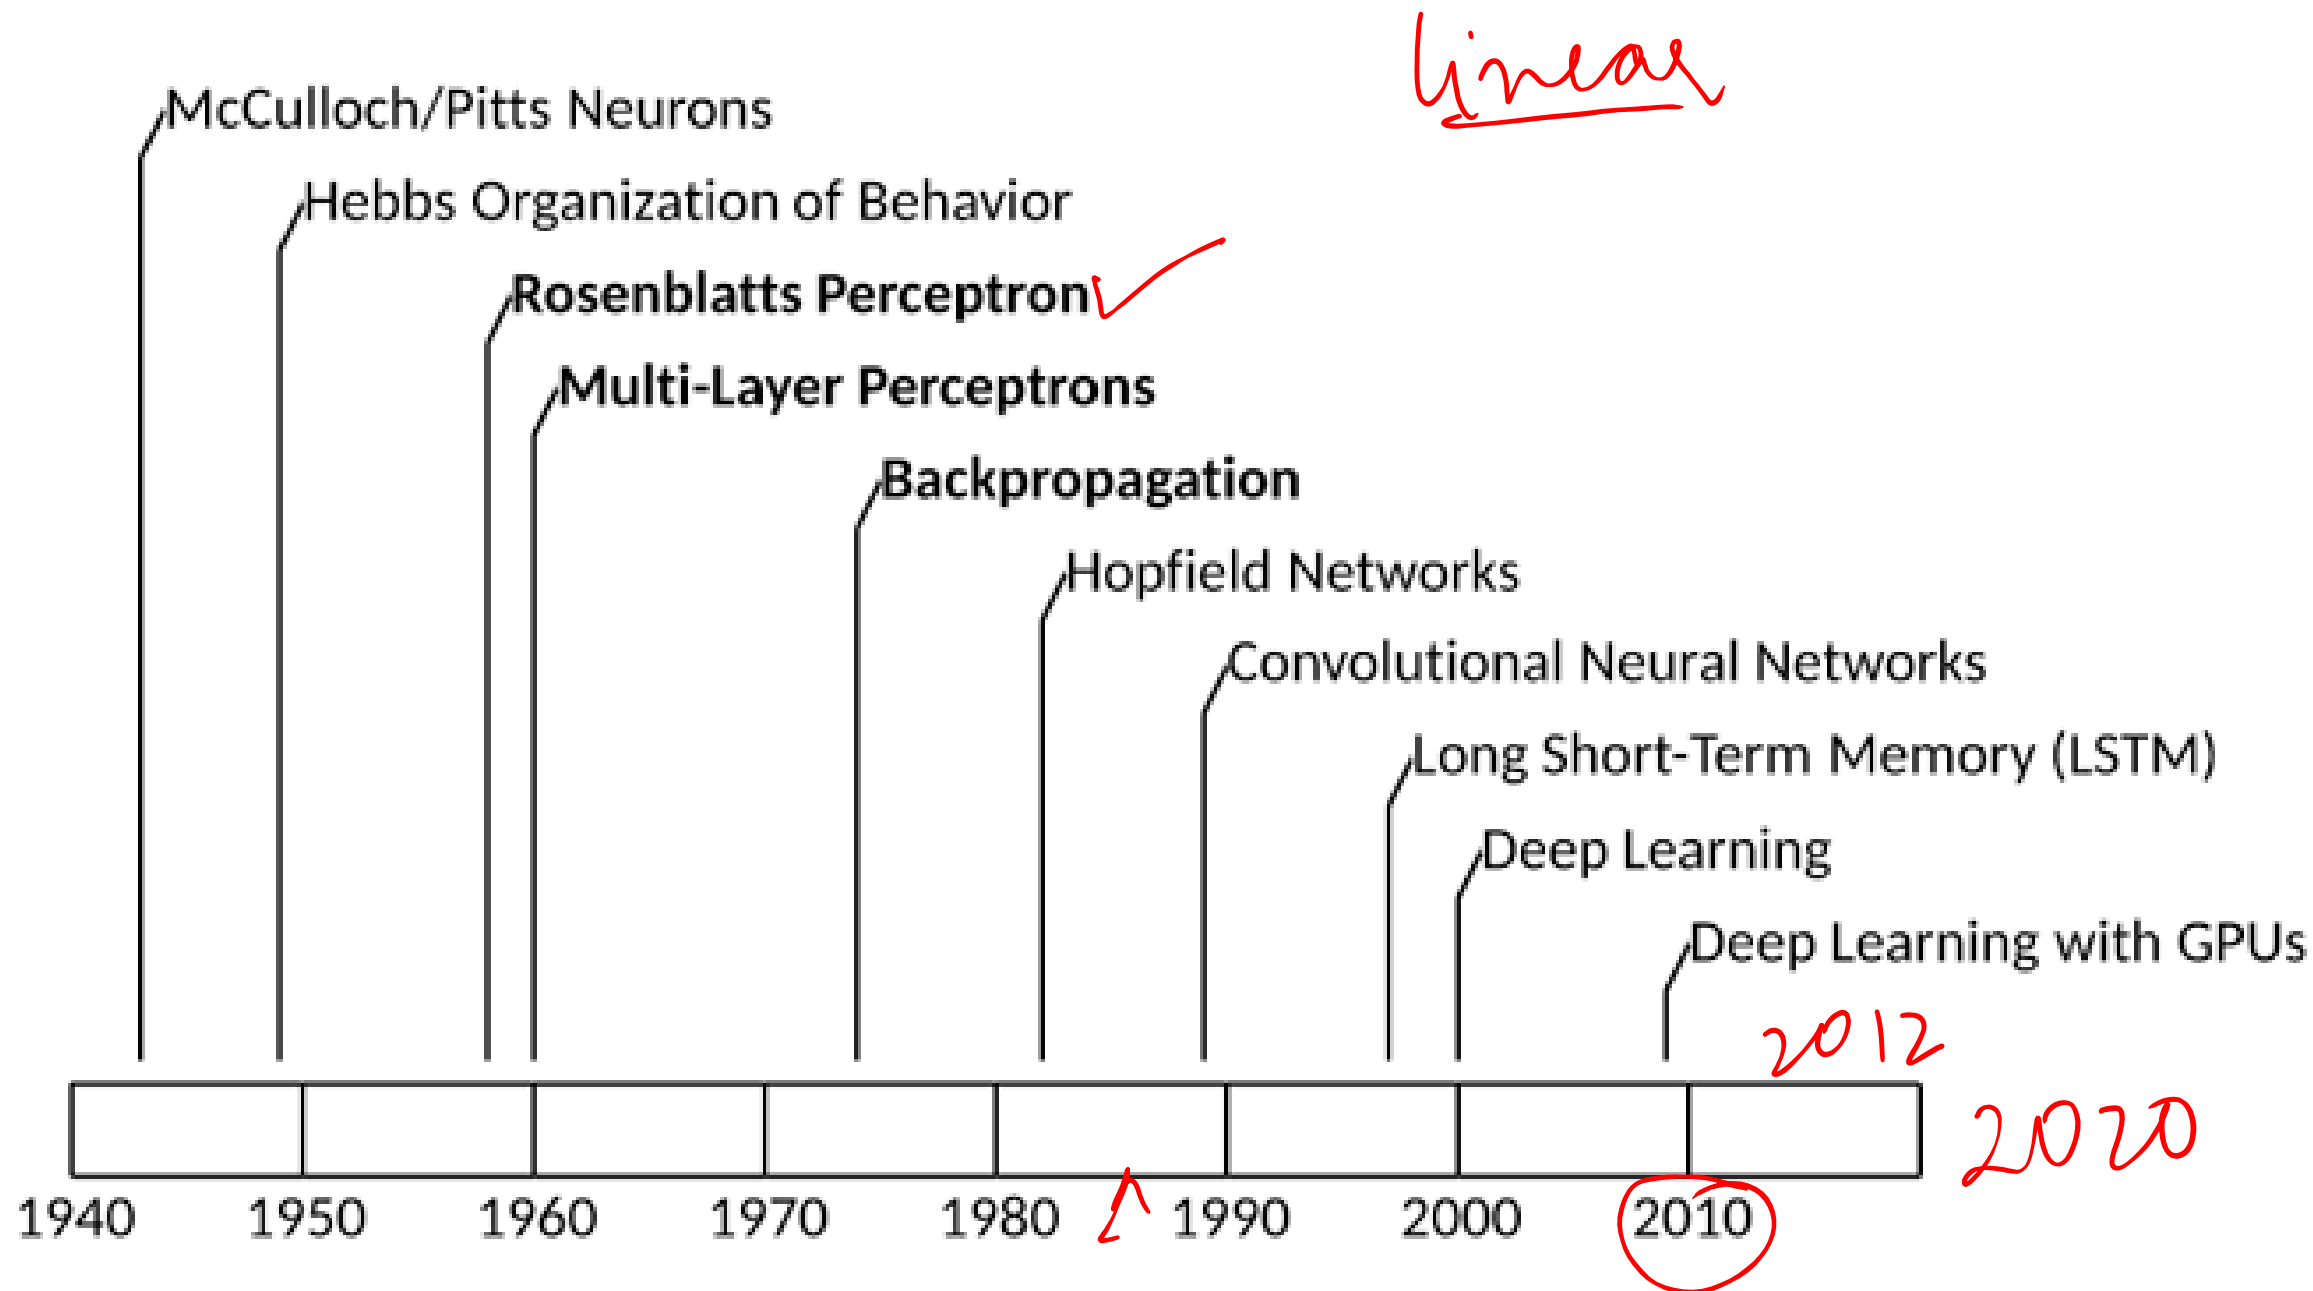 linear
McCulloch/Pitts Neurons
Hebbs Organization of Behavior
Rosenblatts Perceptron
Multi-Layer Perceptrons
Backpropagation
Hopfield Networks
Convolutional Neural Networks
Long Short-Term Memory (LSTM)
Deep Learning
Deep Learning with GPUs
2012
2020
1940 1950 1960 1970 1980 1990 2000 2010